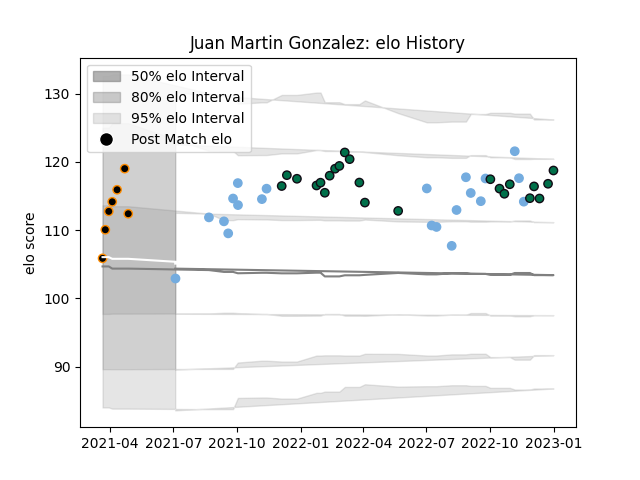 Juan Martin Gonzalez: elo History
50% elo Interval
80% elo Interval
95% elo Interval
Post Match elo
elo score
130
120
110
100
90
2021-04 2021-07 2021-10 2022-01 2022-04 2022-07 2022-10 2023-01